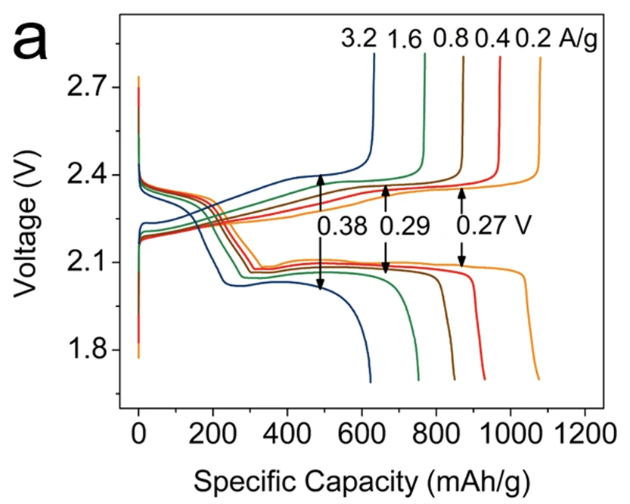 a
3.2 1.6 0.8 0.4 0.2 A/g
2.7
2.4
2.1
1.8
Voltage (V)
0.38 0.29 0.27 V
0 200 400 600 800 1000 1200
Specific Capacity (mAh/g)